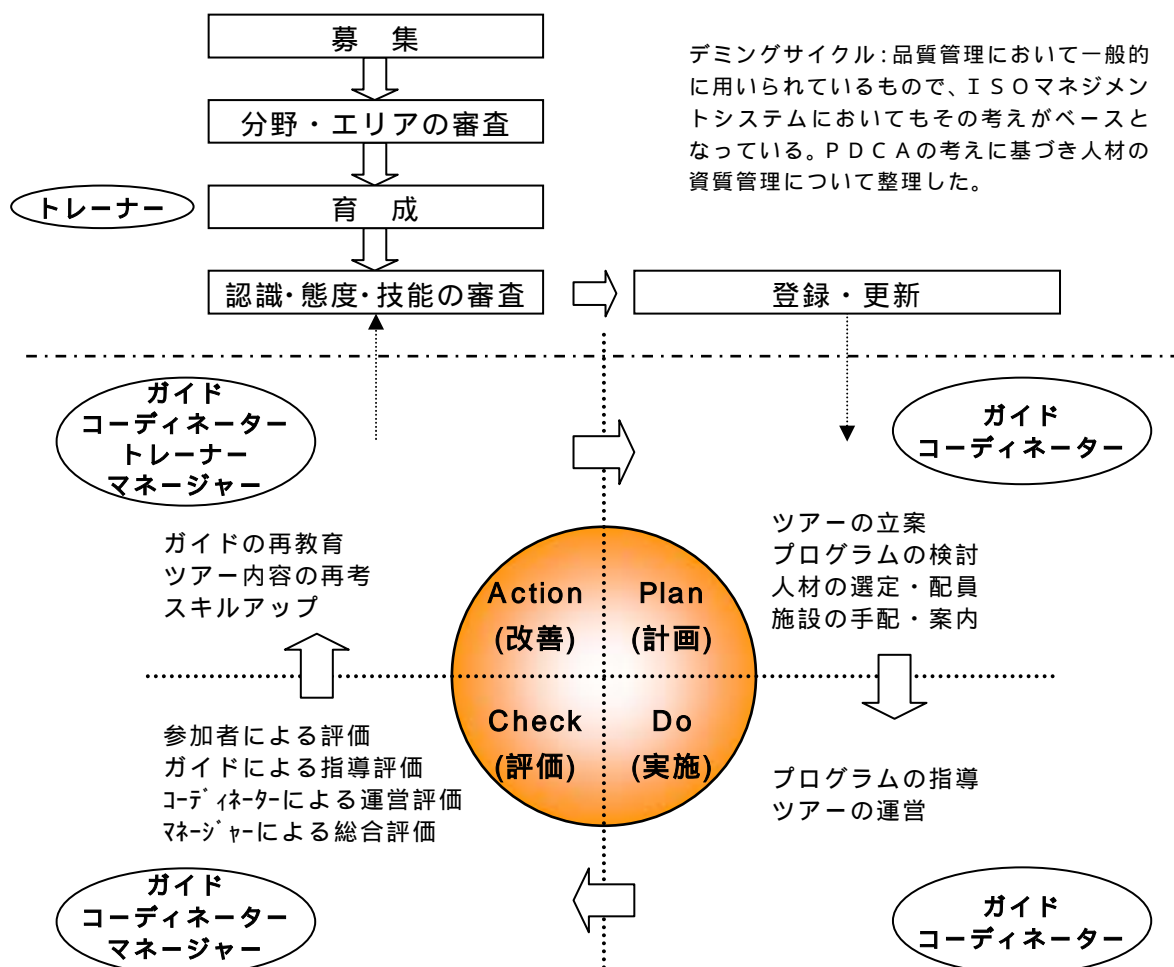 募 集
デミングサイクル:品質管理において一般的
に用いられているもので、ISOマネジメン
トシステムにおいてもその考えがベースと
なっている。PDCAの考えに基づき人材の
資質管理について整理した。
分野・エリアの審査
トレーナー
育 成
認識・態度・技能の審査
登録・更新
ガイド
コーディネーター
トレーナー
マネージャー
ガイド
コーディネーター
ガイドの再教育
ツアー内容の再考
スキルアップ
Action
(改善)
Plan
(計画)
ツアーの立案
プログラムの検討
人材の選定・配員
施設の手配・案内
参加者による評価
ガイドによる指導評価
コーディネーターによる運営評価
マネージャーによる総合評価
Check
(評価)
Do
(実施)
プログラムの指導
ツアーの運営
ガイド
コーディネーター
マネージャー
ガイド
コーディネーター